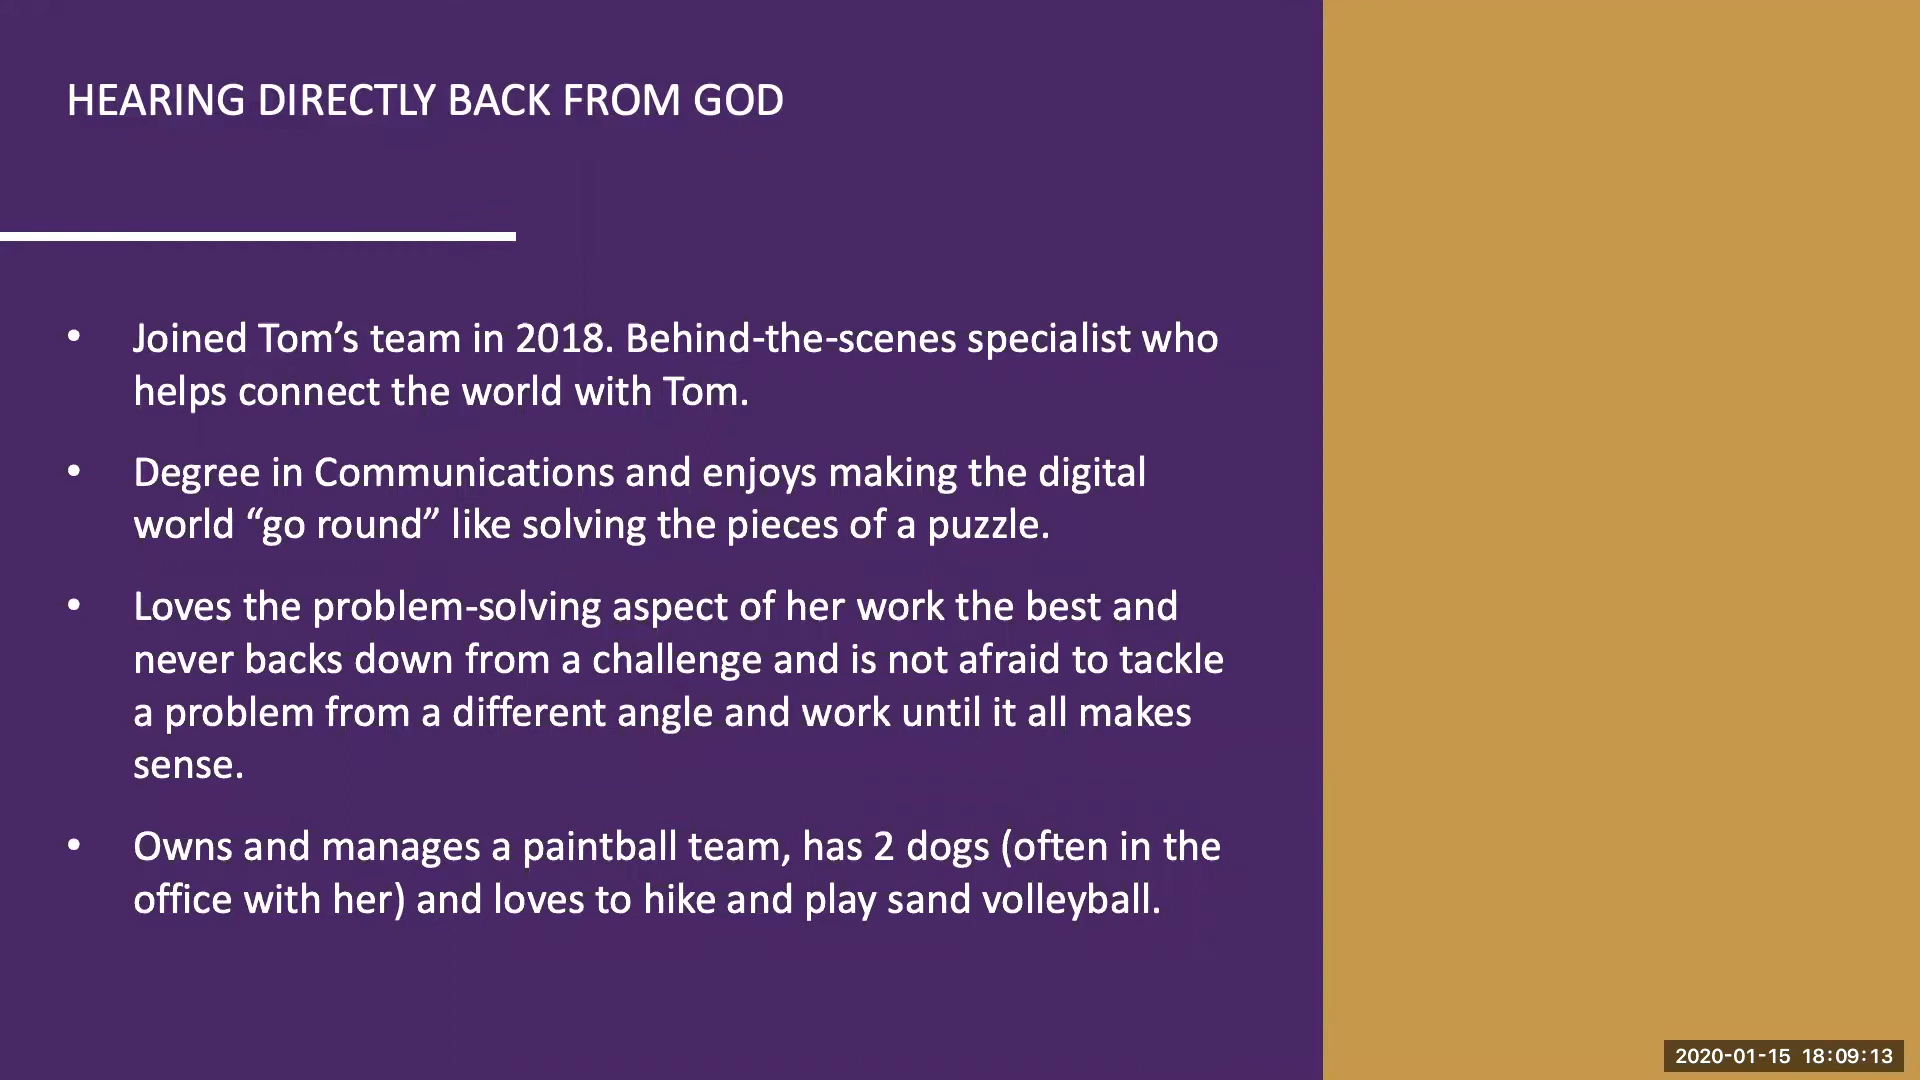 HEARING DIRECTLY BACK FROM GOD
• Joined Tom’s team in 2018. Behind-the-scenes specialist who
helps connect the world with Tom.
• Degree in Communications and enjoys making the digital
world “go round” like solving the pieces of a puzzle.
• Loves the problem-solving aspect of her work the best and
never backs down from a challenge and is not afraid to tackle
a problem from a different angle and work until it all makes
sense.
• Owns and manages a paintball team, has 2 dogs (often in the
office with her) and loves to hike and play sand volleyball.
2020-01-15 18:09:13